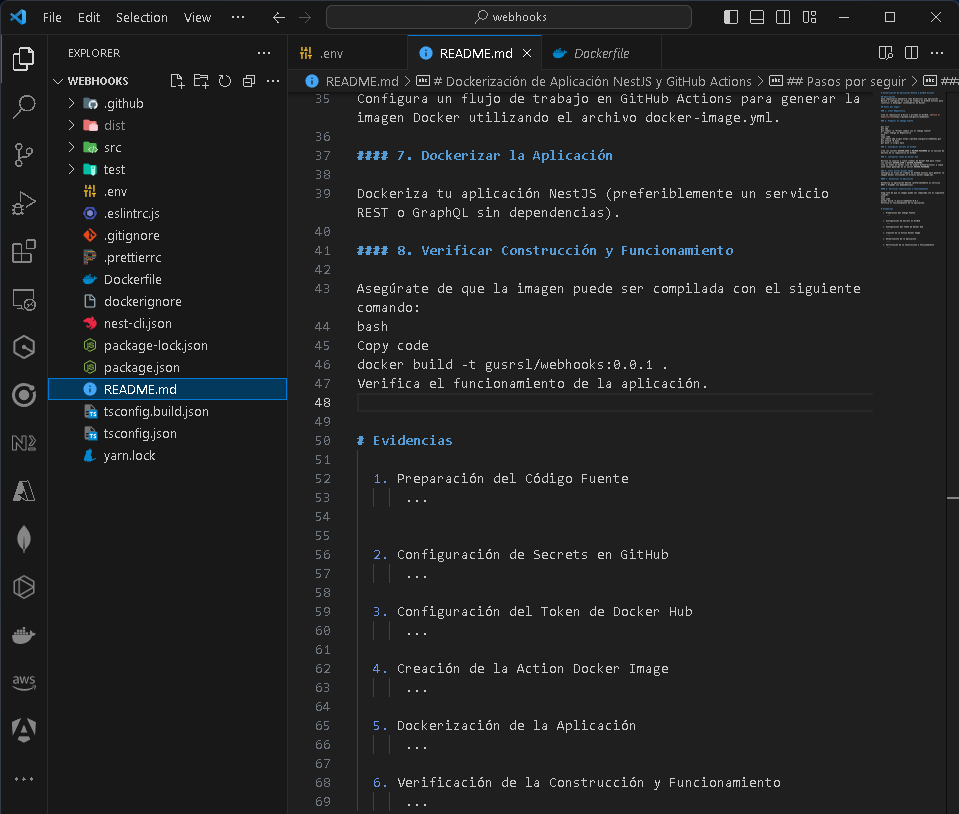 File Edit Selection View ··· webhooks
EXPLORER ···
.env
README.md
Dockerfile
WEBHOOKS
README.md > # Dockerización de Aplicación NestJS y GitHub Actions > ## Pasos por seguir > ##
.github
dist
src
test
.env
.eslintrc.js
.gitignore
.prettierrc
Dockerfile
dockerignore
nest-cli.json
package-lock.json
package.json
README.md
tsconfig.build.json
tsconfig.json
yarn.lock
aws
35 Configura un flujo de trabajo en GitHub Actions para generar la
imagen Docker utilizando el archivo docker-image.yml.
36
37 #### 7. Dockerizar la Aplicación
38
39 Dockeriza tu aplicación NestJS (preferiblemente un servicio
REST o GraphQL sin dependencias).
40
41 #### 8. Verificar Construcción y Funcionamiento
42
43 Asegúrate de que la imagen puede ser compilada con el siguiente
comando:
44 bash
45 Copy code
46 docker build -t gusrsl/webhooks:0.0.1 .
47 Verifica el funcionamiento de la aplicación.
48
49
50 # Evidencias
51
52 1. Preparación del Código Fuente
53 ...
54
55
56 2. Configuración de Secrets en GitHub
57 ...
58
59 3. Configuración del Token de Docker Hub
60 ...
61
62 4. Creación de la Action Docker Image
63 ...
64
65 5. Dockerización de la Aplicación
66 ...
67
68 6. Verificación de la Construcción y Funcionamiento
69 ...